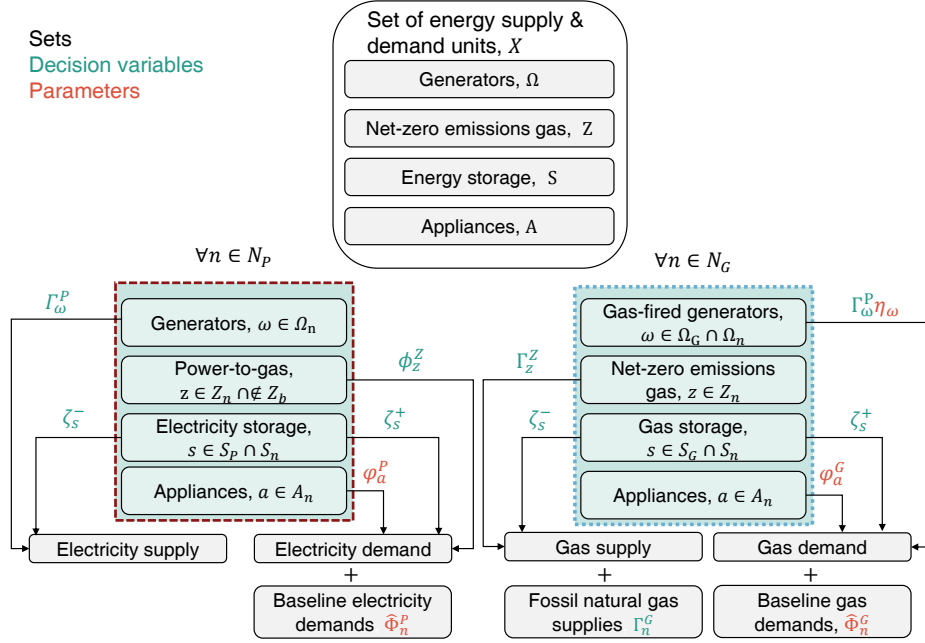 Sets
Decision variables
Parameters
Set of energy supply &
demand units, X
Generators, Ω
Net-zero emissions gas, Z
Energy storage, S
Appliances, A
∀n ∈ N_P
∀n ∈ N_G
Γ_ω^P
Generators, ω ∈ Ω_n
Power-to-gas,
z ∈ Z_n ∩∉ Z_b
ϕ_z^Z
ζ_s^-
Electricity storage,
s ∈ S_P ∩ S_n
ζ_s^+
Appliances, a ∈ A_n
φ_a^P
Electricity supply
Electricity demand
+
Baseline electricity
demands Φ̂_n^P
Gas-fired generators,
ω ∈ Ω_G ∩ Ω_n
Γ_ω^P η_ω
Γ_z^Z
Net-zero emissions
gas, z ∈ Z_n
ζ_s^-
Gas storage,
s ∈ S_G ∩ S_n
ζ_s^+
Appliances, a ∈ A_n
φ_a^G
Gas supply
+
Fossil natural gas
supplies Γ_n^G
Gas demand
+
Baseline gas
demands, Φ̂_n^G